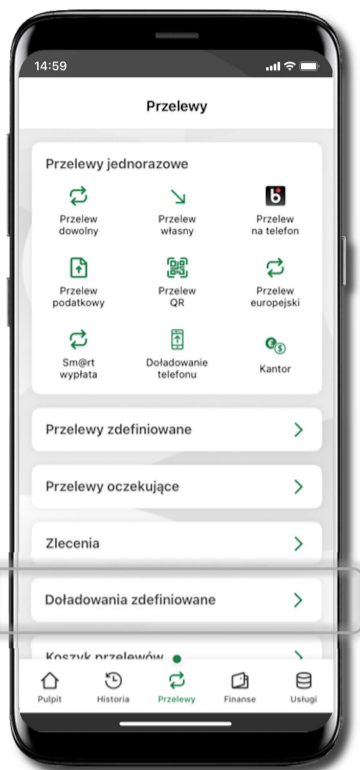 14:59
Przelewy
Przelewy jednorazowe
Przelew
dowolny
Przelew
własny
Przelew
na telefon
Przelew
podatkowy
Przelew
QR
Przelew
europejski
Sm@rt
wypłata
Doładowanie
telefonu
Kantor
Przelewy zdefiniowane
Przelewy oczekujące
Zlecenia
Doładowania zdefiniowane
Koszyk przelewów
Pulpit
Historia
Przelewy
Finanse
Usługi